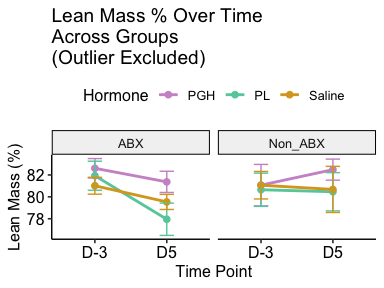 Lean Mass % Over Time
Across Groups
(Outlier Excluded)
Hormone PGH PL Saline
ABX Non_ABX
Lean Mass (%)
82
80
78
D-3 D5 D-3 D5
Time Point